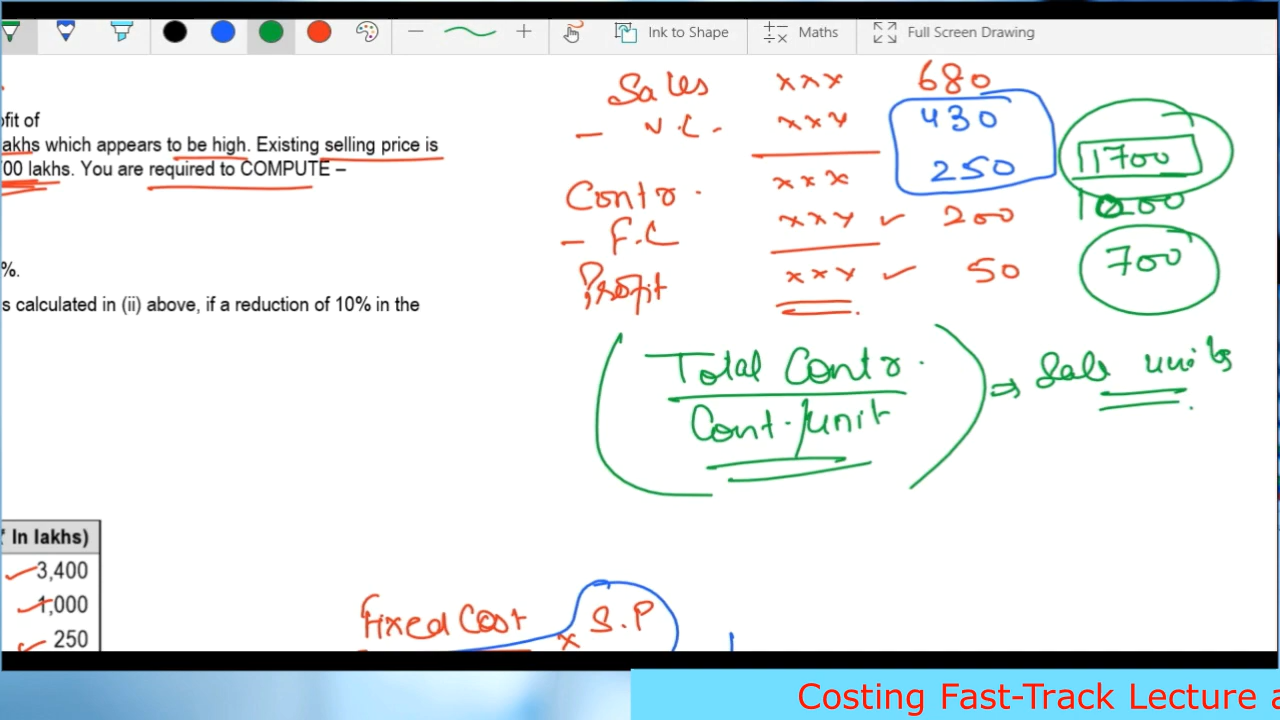 Ink to Shape Maths Full Screen Drawing
ofit of
akhs which appears to be high. Existing selling price is
00 lakhs. You are required to COMPUTE –
%.
s calculated in (ii) above, if a reduction of 10% in the
Sales xxx 680
- V.C. xxx 430
Contr. xxx 250 11700
- F.C xxx 200 10200
Profit xxx 50 700
Total Contr.
Cont./unit
⇒ Sale units
₹ In lakhs)
3,400
1,000
250
Fixed Cost x S.P
Costing Fast-Track Lecture a